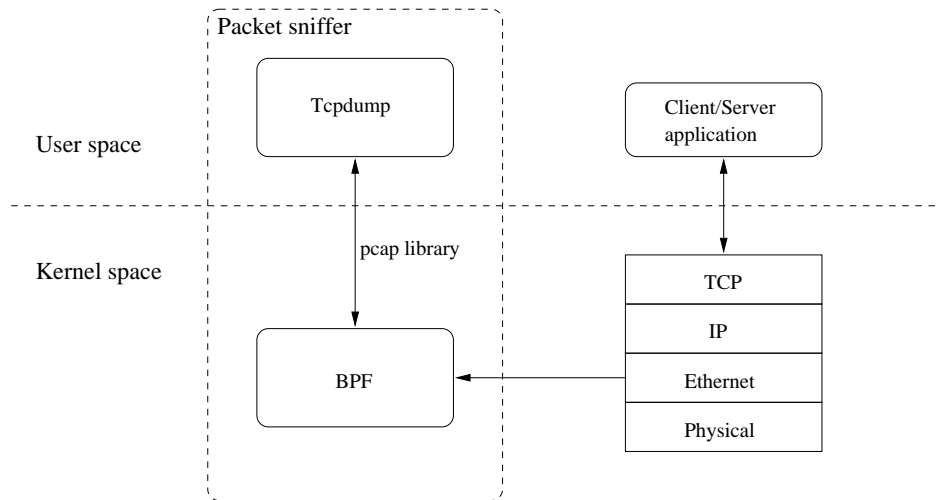 Packet sniffer
Tcpdump
Client/Server
application
User space
pcap library
Kernel space
TCP
IP
BPF
Ethernet
Physical